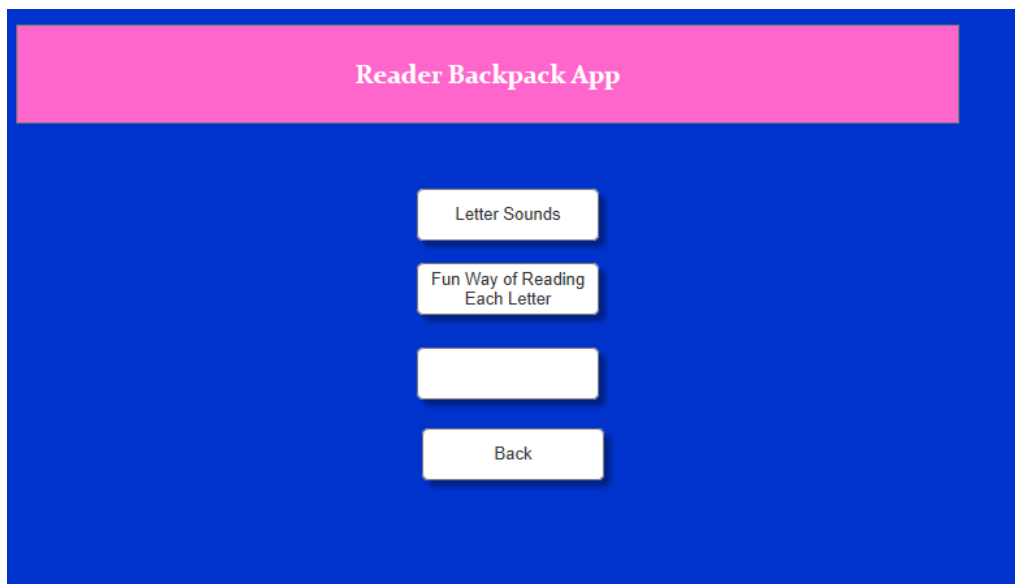 Reader Backpack App
Letter Sounds
Fun Way of Reading
Each Letter
Back